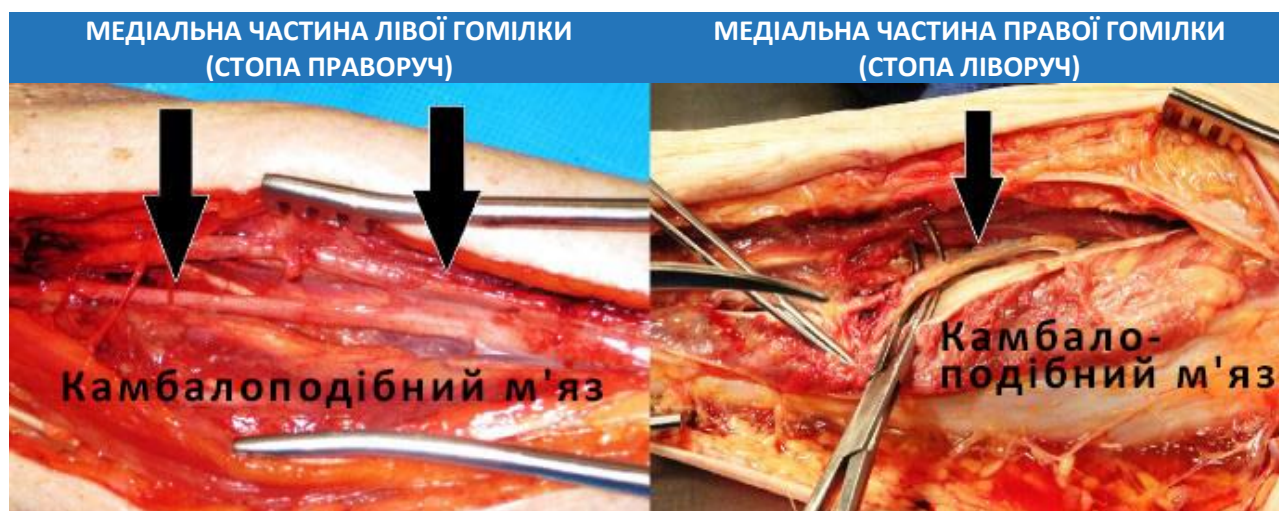 МЕДІАЛЬНА ЧАСТИНА ЛІВОЇ ГОМІЛКИ
(СТОПА ПРАВОРУЧ)
МЕДІАЛЬНА ЧАСТИНА ПРАВОЇ ГОМІЛКИ
(СТОПА ЛІВОРУЧ)
Камбалоподібний м'яз
Камбало-
подібний м'яз